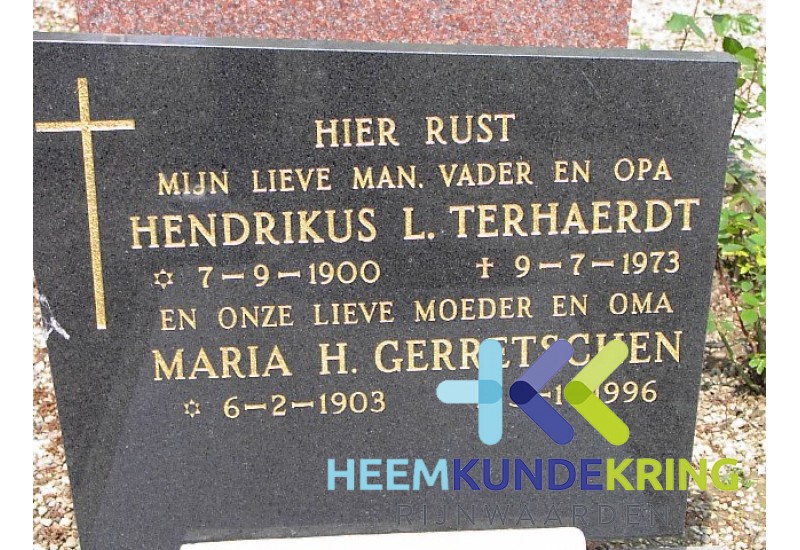 HIER RUST
MIJN LIEVE MAN, VADER EN OPA
HENDRIKUS L. TERHAERDT
✡ 7-9-1900 † 9-7-1973
EN ONZE LIEVE MOEDER EN OMA
MARIA H. GERRETSCHEN
✡ 6-2-1903 1996
HEEMKUNDEKRING
RIJNWAARDEN